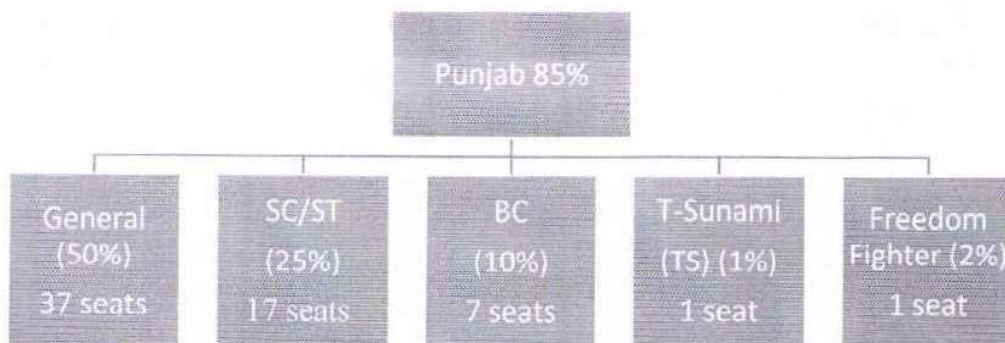 Punjab 85%
General
(50%)
37 seats
SC/ST
(25%)
17 seats
BC
(10%)
7 seats
T-Sunami
(TS) (1%)
1 seat
Freedom
Fighter (2%)
1 seat